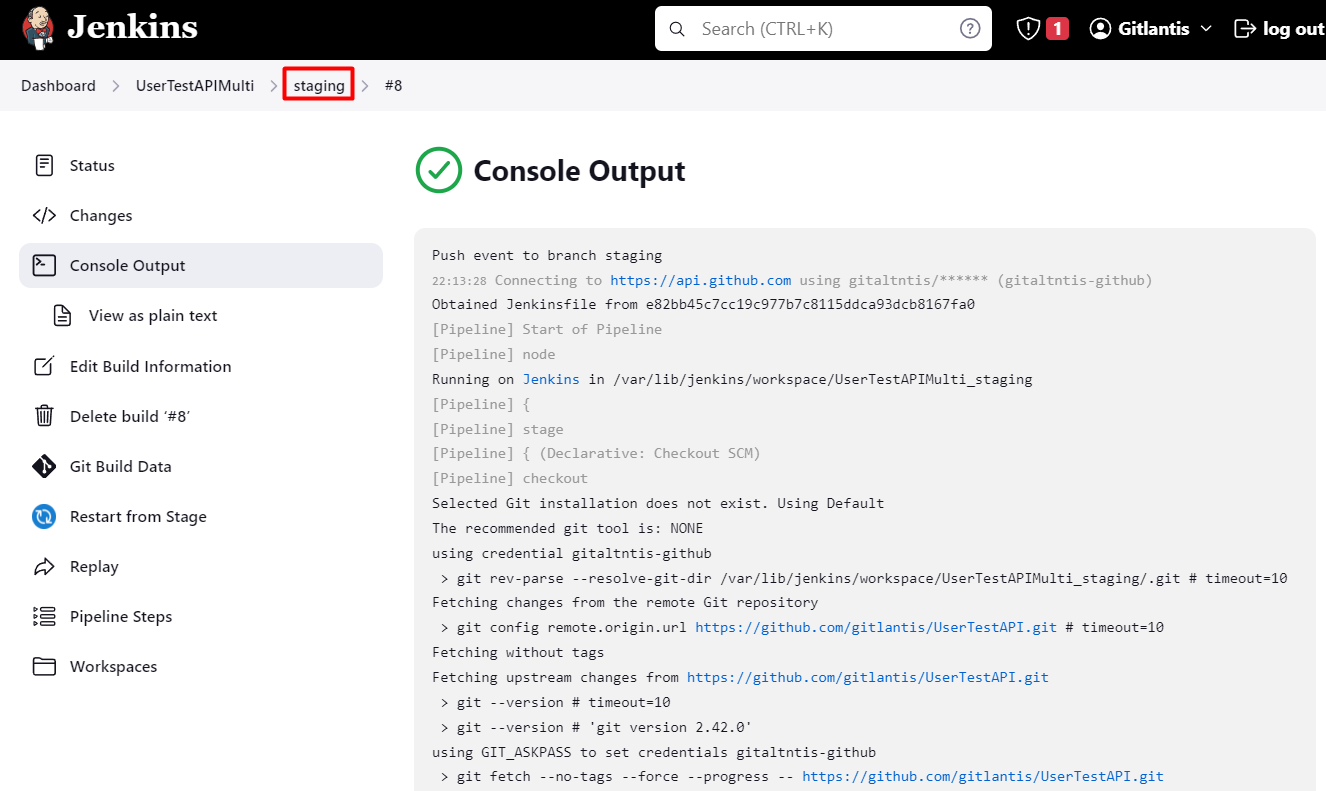 Jenkins
Search (CTRL+K)
1
Gitlantis
log out
Dashboard
UserTestAPIMulti
staging
#8
Status
Changes
Console Output
View as plain text
Edit Build Information
Delete build ‘#8’
Git Build Data
Restart from Stage
Replay
Pipeline Steps
Workspaces
Console Output
Push event to branch staging
22:13:28 Connecting to https://api.github.com using gitaltntis/****** (gitaltntis-github)
Obtained Jenkinsfile from e82bb45c7cc19c977b7c8115ddca93dcb8167fa0
[Pipeline] Start of Pipeline
[Pipeline] node
Running on Jenkins in /var/lib/jenkins/workspace/UserTestAPIMulti_staging
[Pipeline] {
[Pipeline] stage
[Pipeline] { (Declarative: Checkout SCM)
[Pipeline] checkout
Selected Git installation does not exist. Using Default
The recommended git tool is: NONE
using credential gitaltntis-github
> git rev-parse --resolve-git-dir /var/lib/jenkins/workspace/UserTestAPIMulti_staging/.git # timeout=10
Fetching changes from the remote Git repository
> git config remote.origin.url https://github.com/gitlantis/UserTestAPI.git # timeout=10
Fetching without tags
Fetching upstream changes from https://github.com/gitlantis/UserTestAPI.git
> git --version # timeout=10
> git --version # 'git version 2.42.0'
using GIT_ASKPASS to set credentials gitaltntis-github
> git fetch --no-tags --force --progress -- https://github.com/gitlantis/UserTestAPI.git